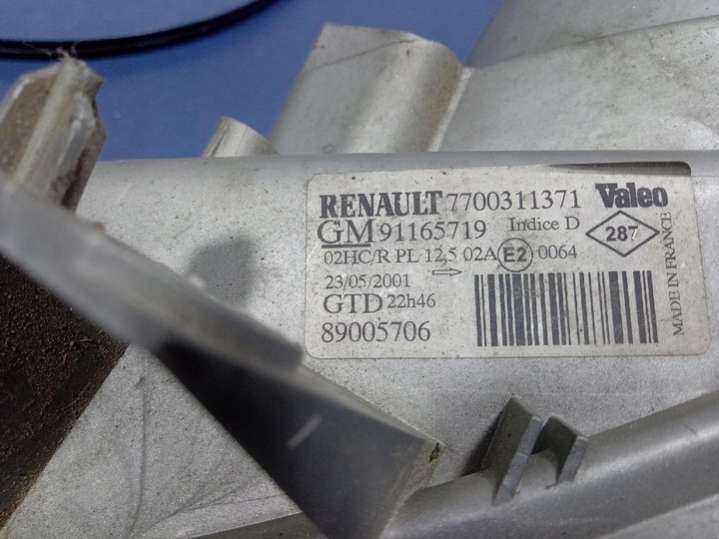 RENAULT 7700311371 Valeo
GM 91165719 Indice D 287
02HC/R PL 12,5 02A E2 0064
23/05/2001
GTD 22h46
89005706
MADE IN FRANCE